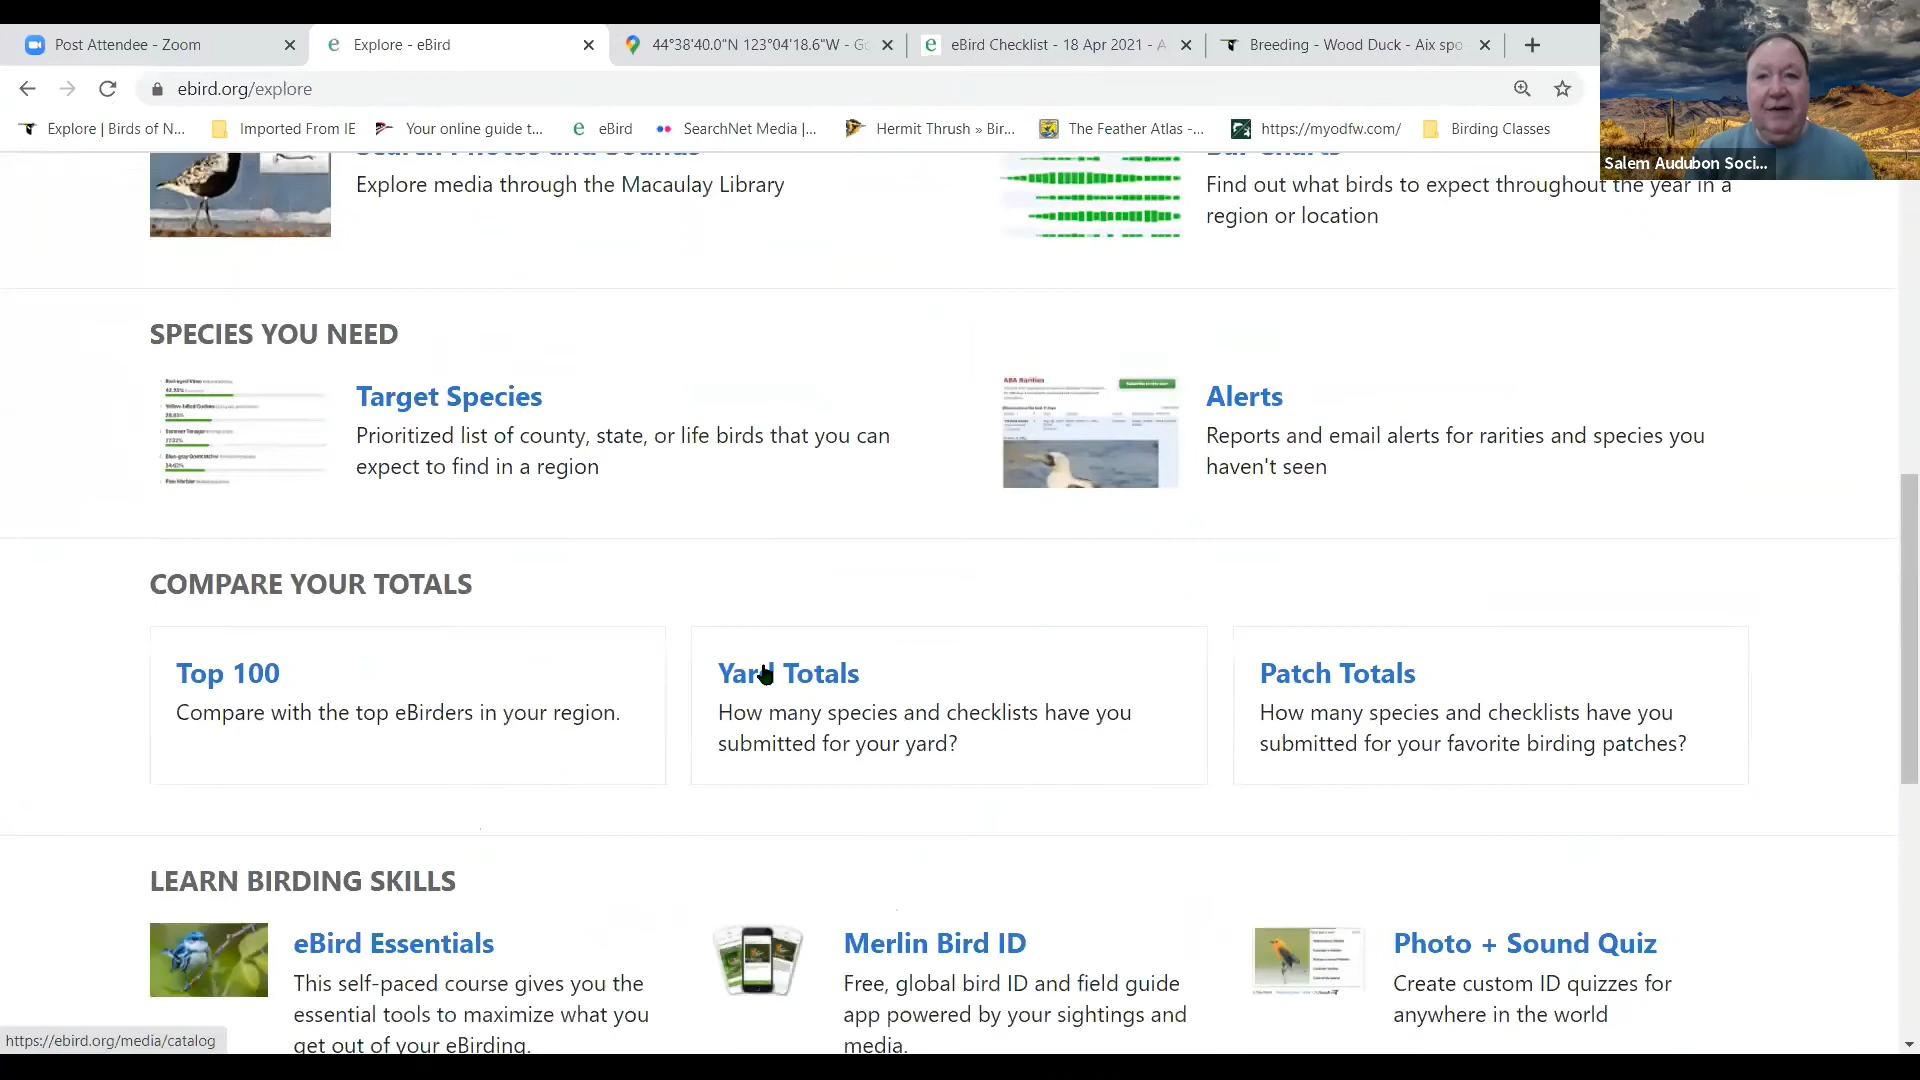 Post Attendee - Zoom
Explore - eBird
44°38'40.0"N 123°04'18.6"W - Go
eBird Checklist - 18 Apr 2021 - A
Breeding - Wood Duck - Aix spo
ebird.org/explore
Explore | Birds of N...
Imported From IE
Your online guide t...
eBird
SearchNet Media |...
Hermit Thrush » Bir...
The Feather Atlas -...
https://myodfw.com/
Birding Classes
Salem Audubon Soci...
Search Photos and Sounds
Bar Charts
Explore media through the Macaulay Library
Find out what birds to expect throughout the year in a
region or location
SPECIES YOU NEED
Target Species
Prioritized list of county, state, or life birds that you can
expect to find in a region
ABA Rarities
Alerts
Reports and email alerts for rarities and species you
haven't seen
COMPARE YOUR TOTALS
Top 100
Compare with the top eBirders in your region.
Yard Totals
How many species and checklists have you
submitted for your yard?
Patch Totals
How many species and checklists have you
submitted for your favorite birding patches?
LEARN BIRDING SKILLS
eBird Essentials
This self-paced course gives you the
essential tools to maximize what you
get out of your eBirding.
Merlin Bird ID
Free, global bird ID and field guide
app powered by your sightings and
media.
Photo + Sound Quiz
Create custom ID quizzes for
anywhere in the world
https://ebird.org/media/catalog